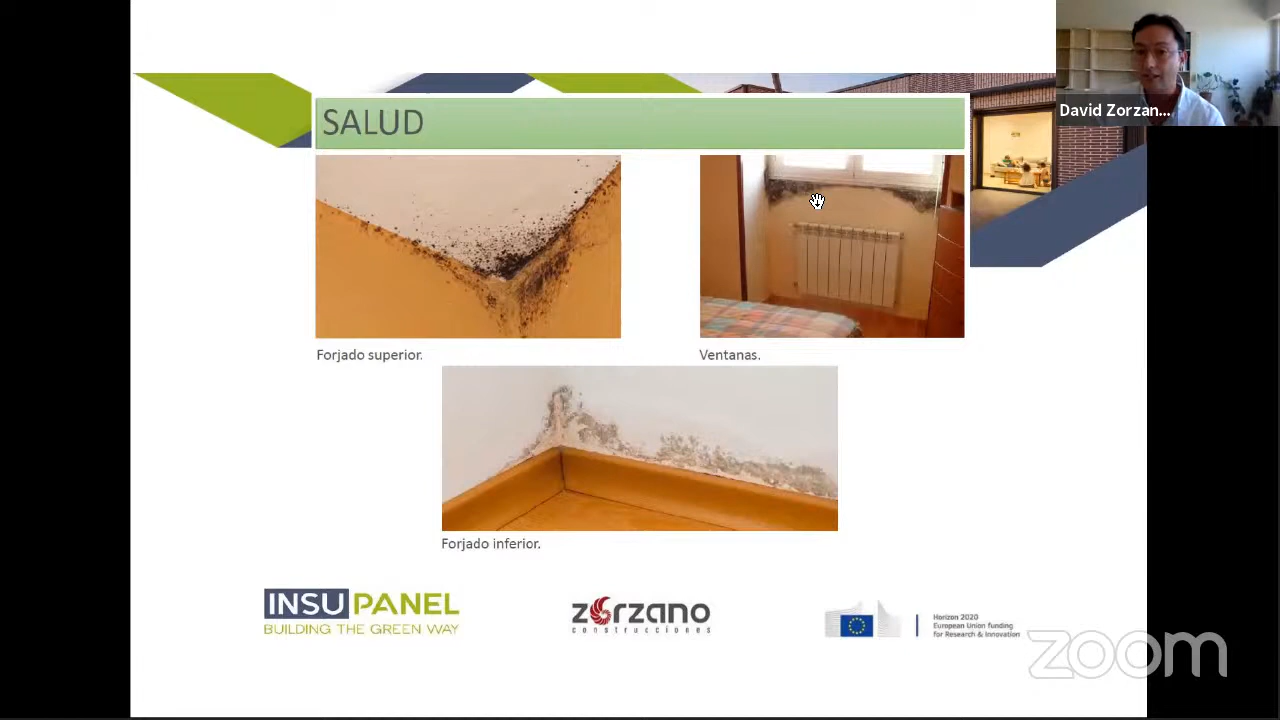 SALUD
David Zorzan...
Forjado superior.
Ventanas.
Forjado inferior.
INSUPANEL
BUILDING THE GREEN WAY
zorzano
construcciones
Horizon 2020
European Union funding
for Research & Innovation
zoom